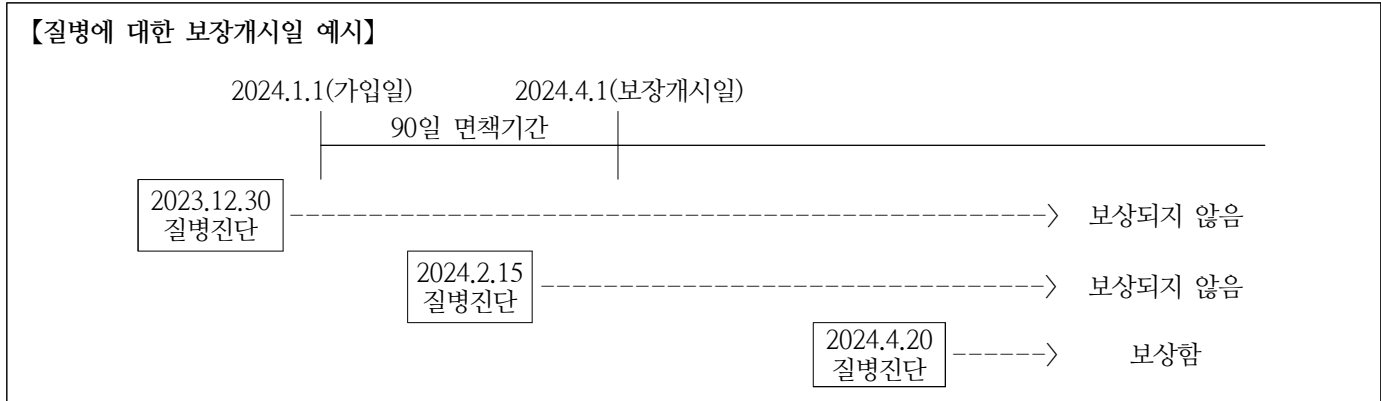 【질병에 대한 보장개시일 예시】
2024.1.1(가입일) 2024.4.1(보장개시일)
90일 면책기간
2023.12.30
질병진단
보상되지 않음
2024.2.15
질병진단
보상되지 않음
2024.4.20
질병진단
보상함